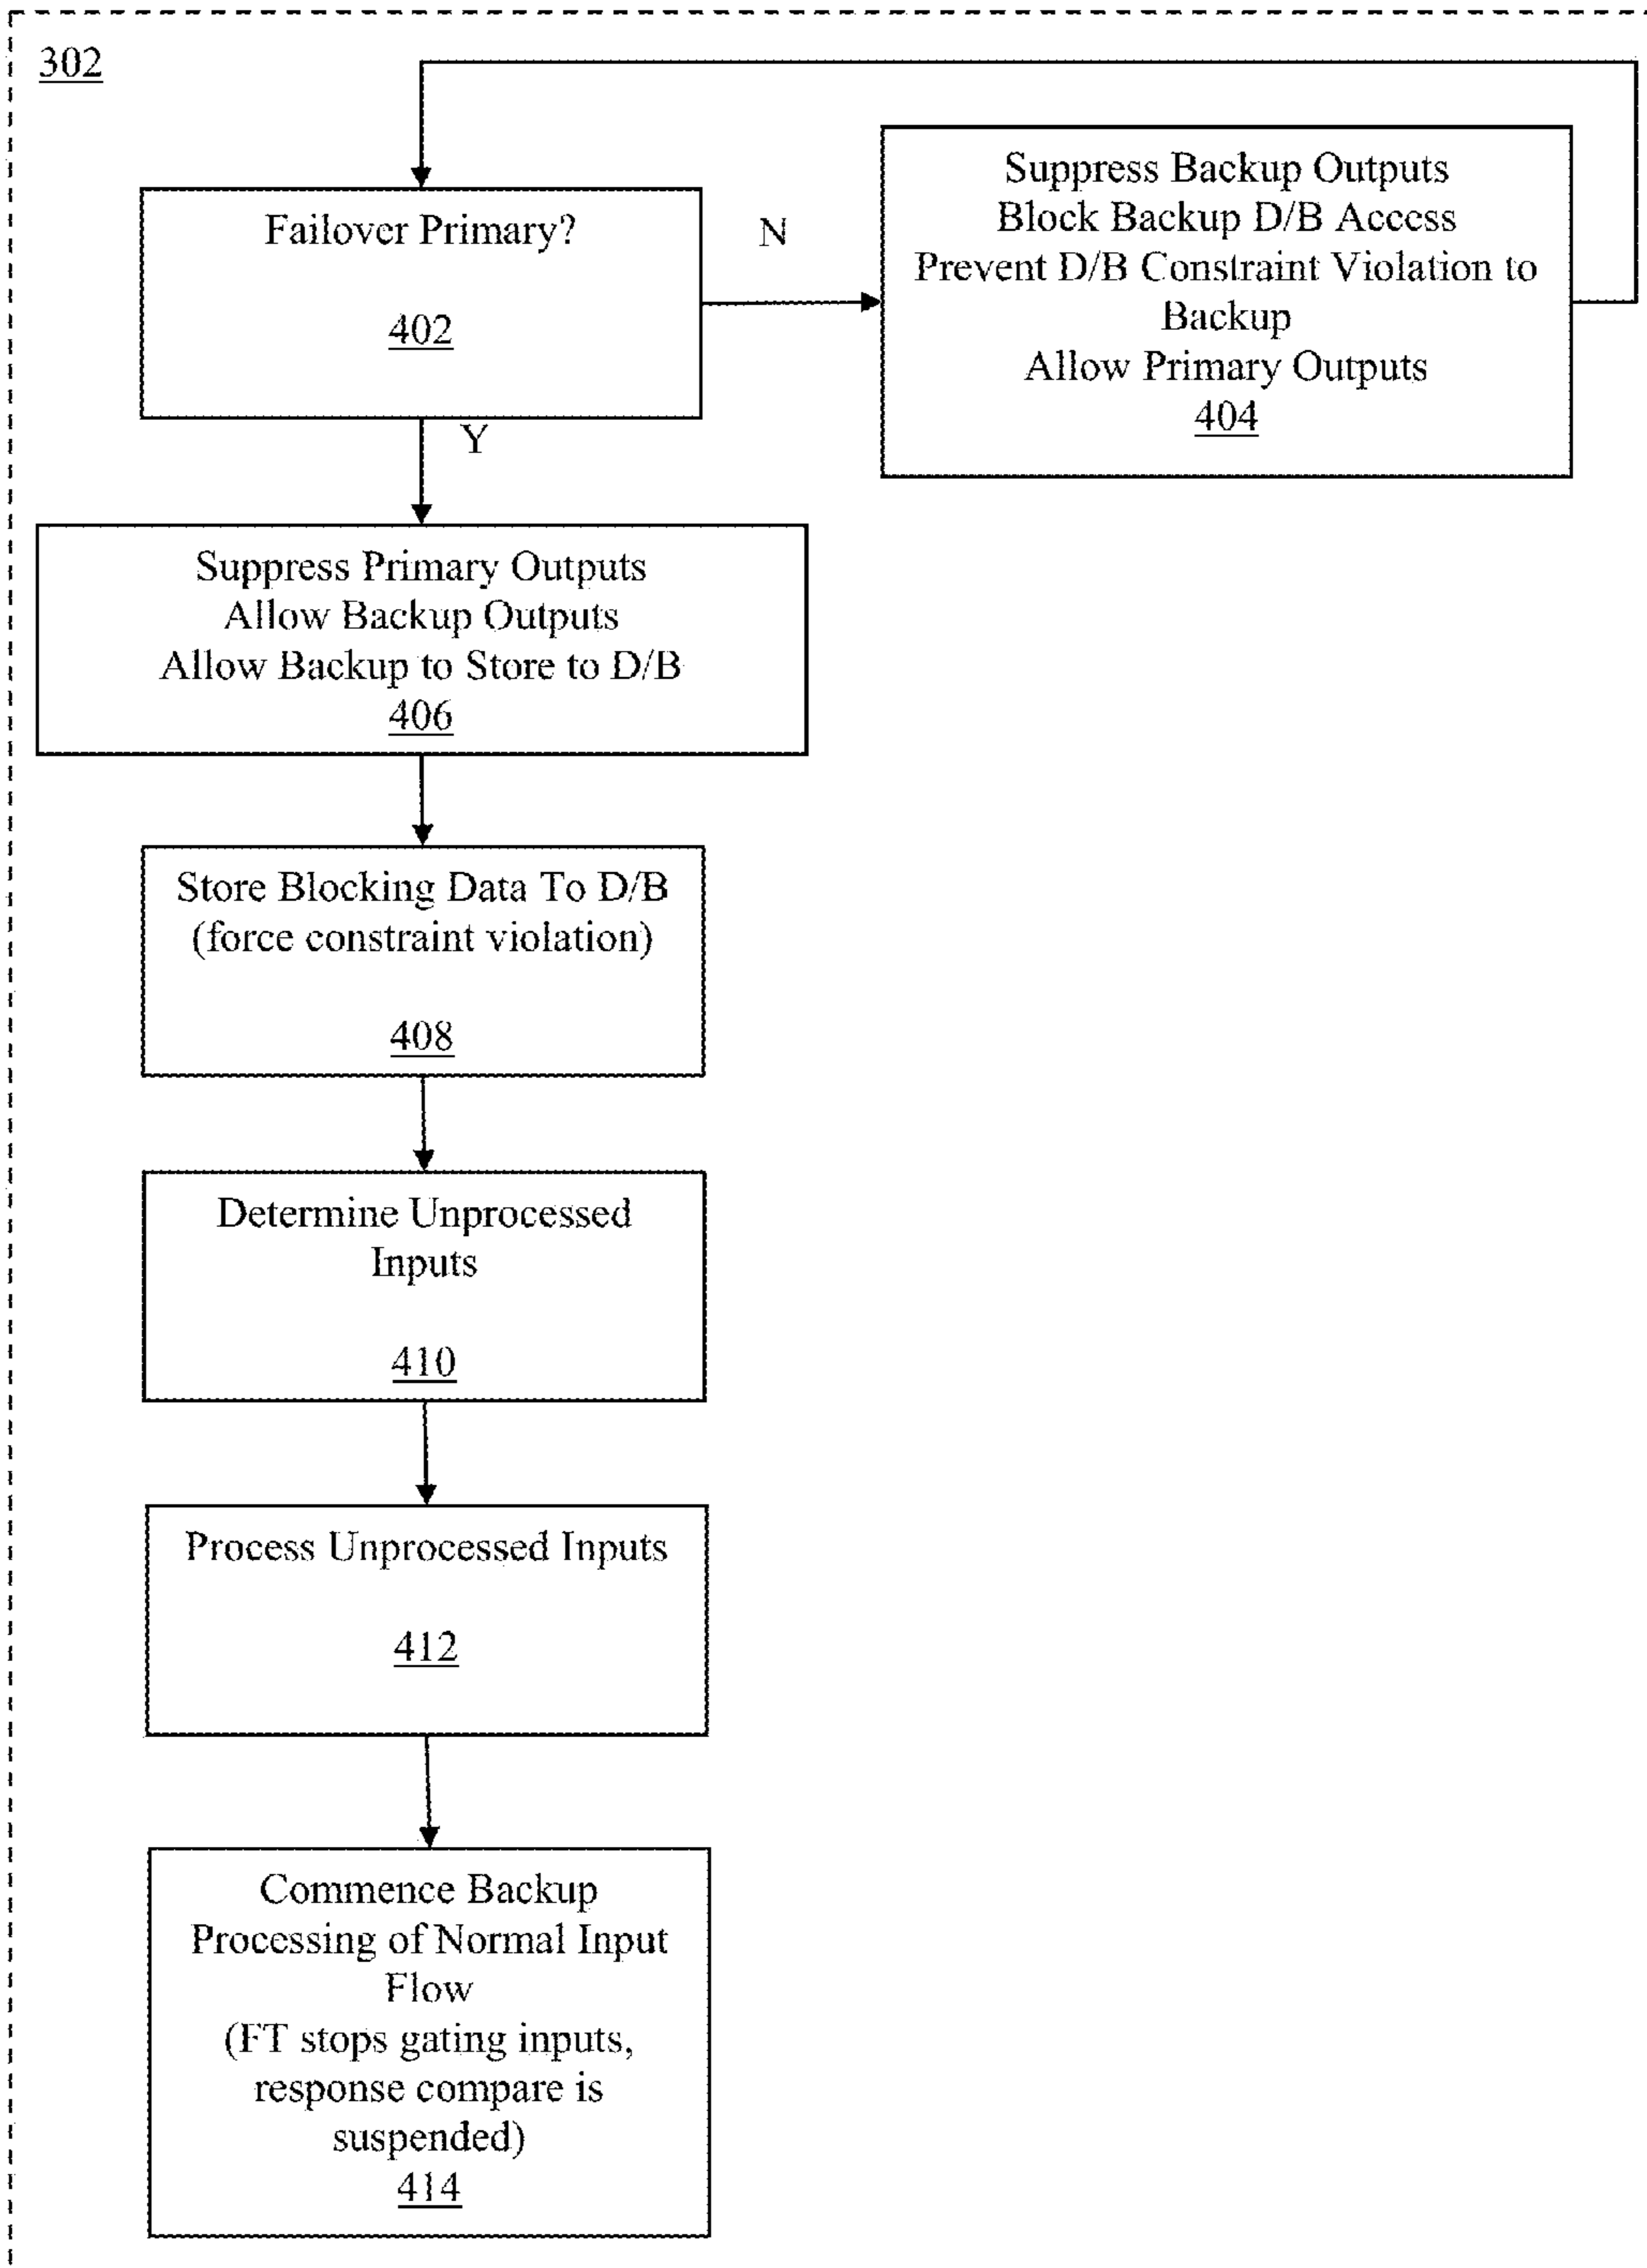 302
Failover Primary?
402
N
Suppress Backup Outputs
Block Backup D/B Access
Prevent D/B Constraint Violation to
Backup
Allow Primary Outputs
404
Y
Suppress Primary Outputs
Allow Backup Outputs
Allow Backup to Store to D/B
406
Store Blocking Data To D/B
(force constraint violation)
408
Determine Unprocessed
Inputs
410
Process Unprocessed Inputs
412
Commence Backup
Processing of Normal Input
Flow
(FT stops gating inputs,
response compare is
suspended)
414